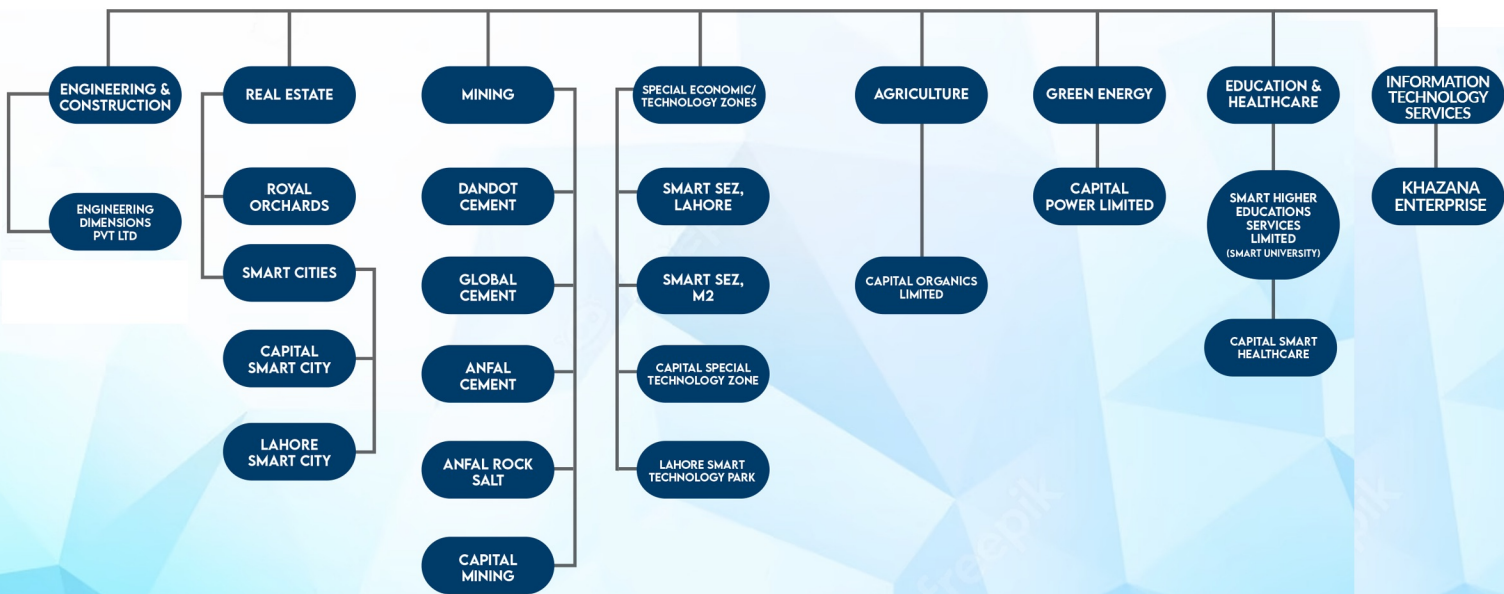 ENGINEERING &
CONSTRUCTION
ENGINEERING
DIMENSIONS
PVT LTD
REAL ESTATE
ROYAL
ORCHARDS
SMART CITIES
CAPITAL
SMART CITY
LAHORE
SMART CITY
MINING
DANDOT
CEMENT
GLOBAL
CEMENT
ANFAL
CEMENT
ANFAL ROCK
SALT
CAPITAL
MINING
SPECIAL ECONOMIC/
TECHNOLOGY ZONES
SMART SEZ,
LAHORE
SMART SEZ,
M2
CAPITAL SPECIAL
TECHNOLOGY ZONE
LAHORE SMART
TECHNOLOGY PARK
AGRICULTURE
CAPITAL ORGANICS
LIMITED
GREEN ENERGY
CAPITAL
POWER LIMITED
EDUCATION &
HEALTHCARE
SMART HIGHER
EDUCATIONS
SERVICES
LIMITED
(SMART UNIVERSITY)
CAPITAL SMART
HEALTHCARE
INFORMATION
TECHNOLOGY
SERVICES
KHAZANA
ENTERPRISE
freepik